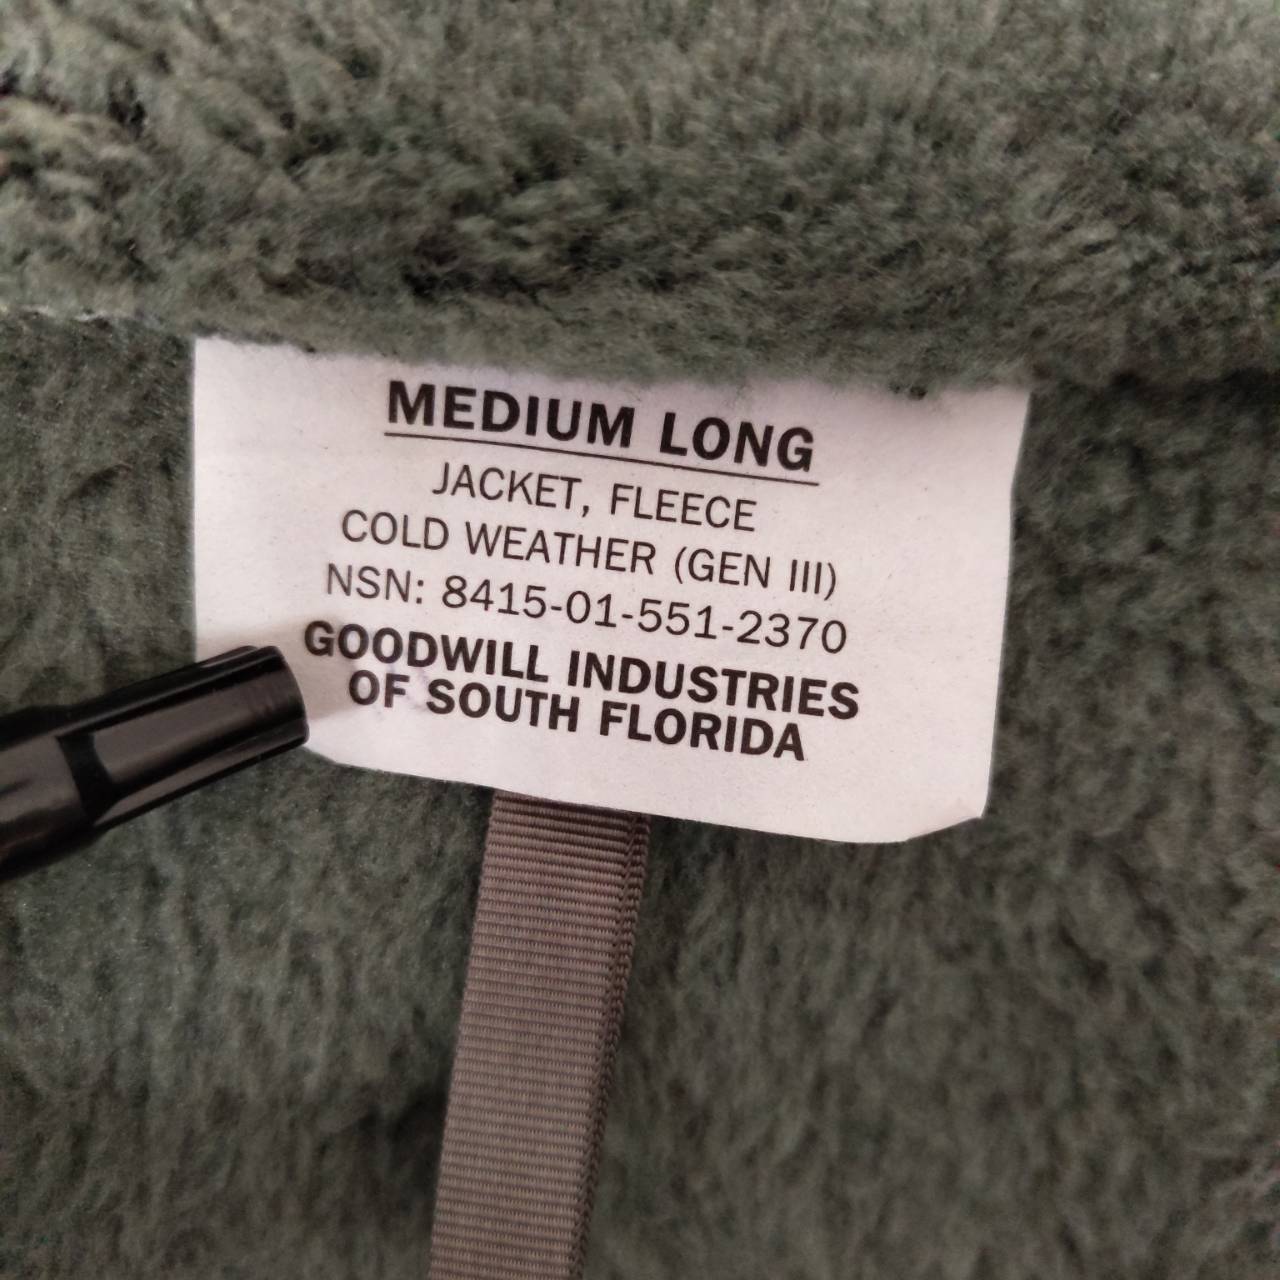 MEDIUM LONG
JACKET, FLEECE
COLD WEATHER (GEN III)
NSN: 8415-01-551-2370
GOODWILL INDUSTRIES
OF SOUTH FLORIDA